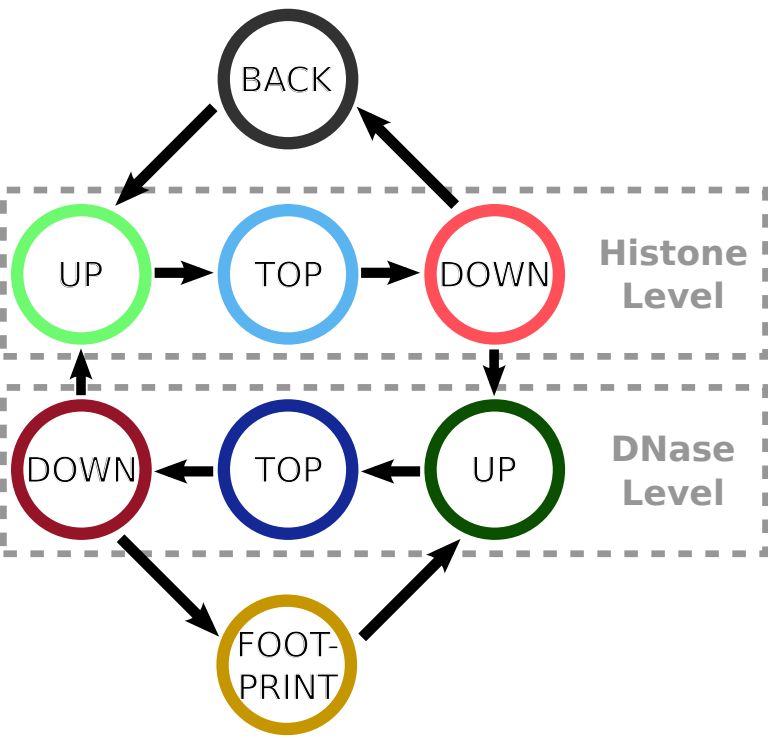 BACK
UP
TOP
DOWN
Histone
Level
DOWN
TOP
UP
DNase
Level
FOOT-
PRINT